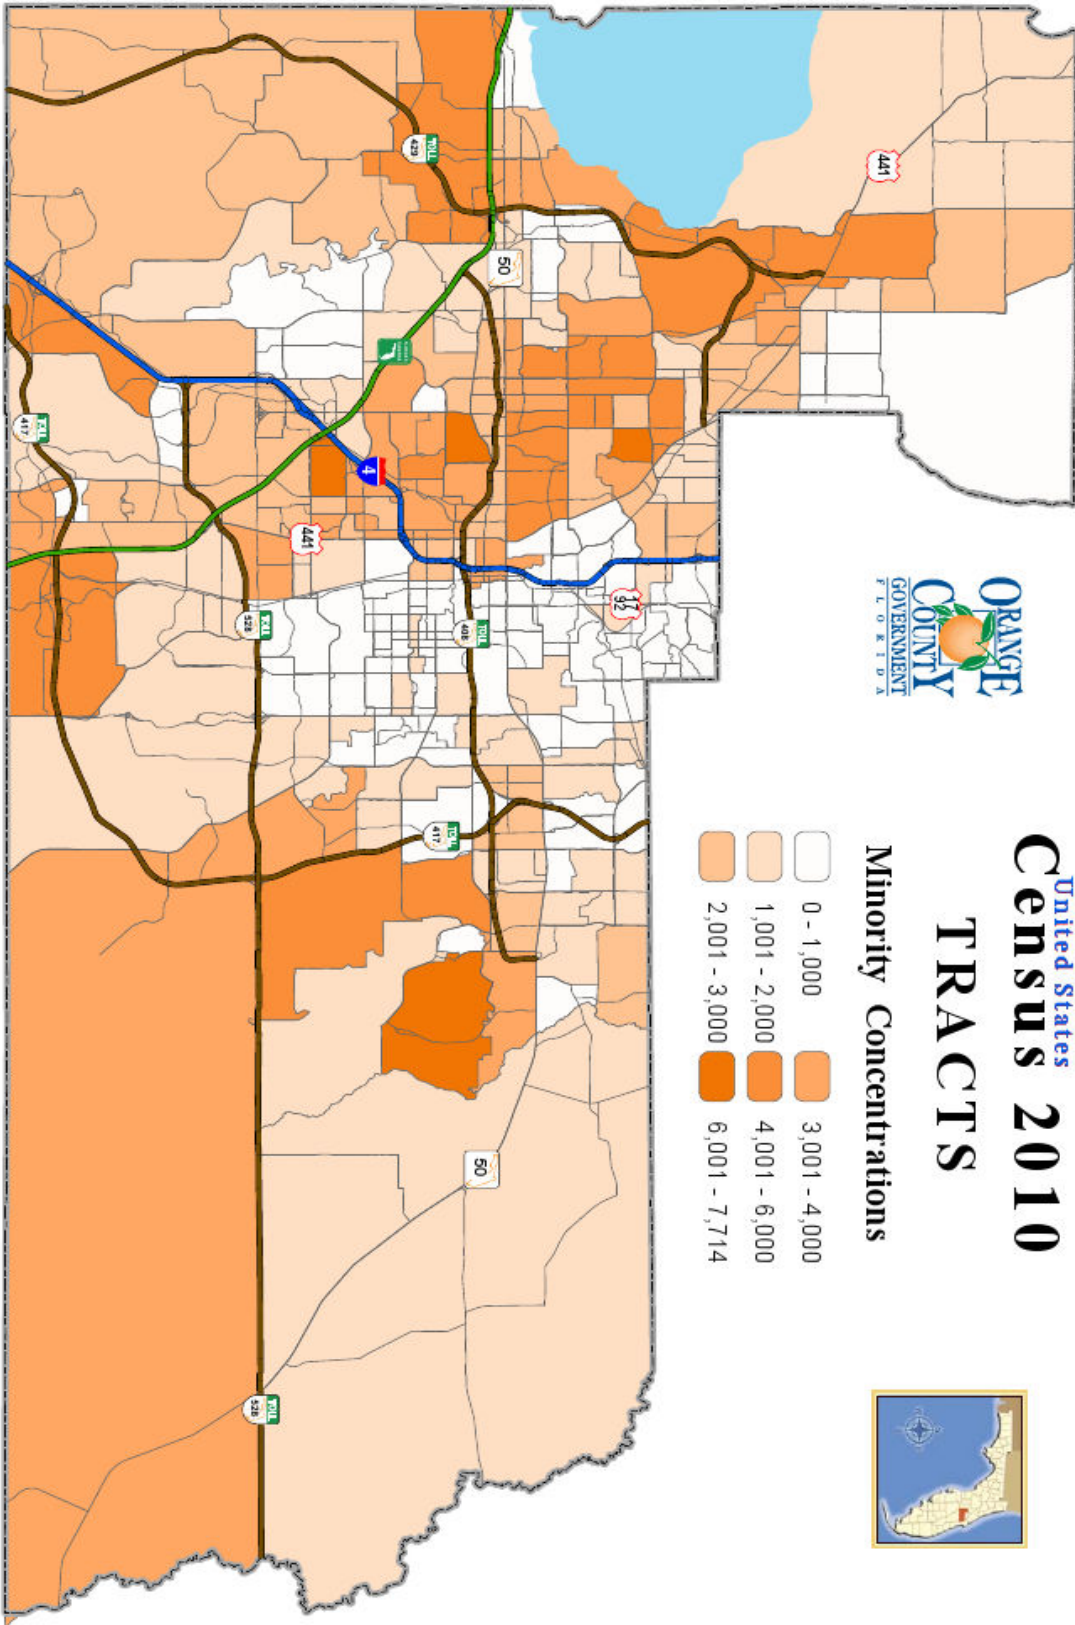 United States
Census 2010
TRACTS
Minority Concentrations
0 - 1,000
1,001 - 2,000
2,001 - 3,000
3,001 - 4,000
4,001 - 6,000
6,001 - 7,714
ORANGE
COUNTY
GOVERNMENT
FLORIDA
441
TOLL
429
50
4
TOLL
417
441
17
92
TOLL
528
TOLL
408
TOLL
417
50
TOLL
528